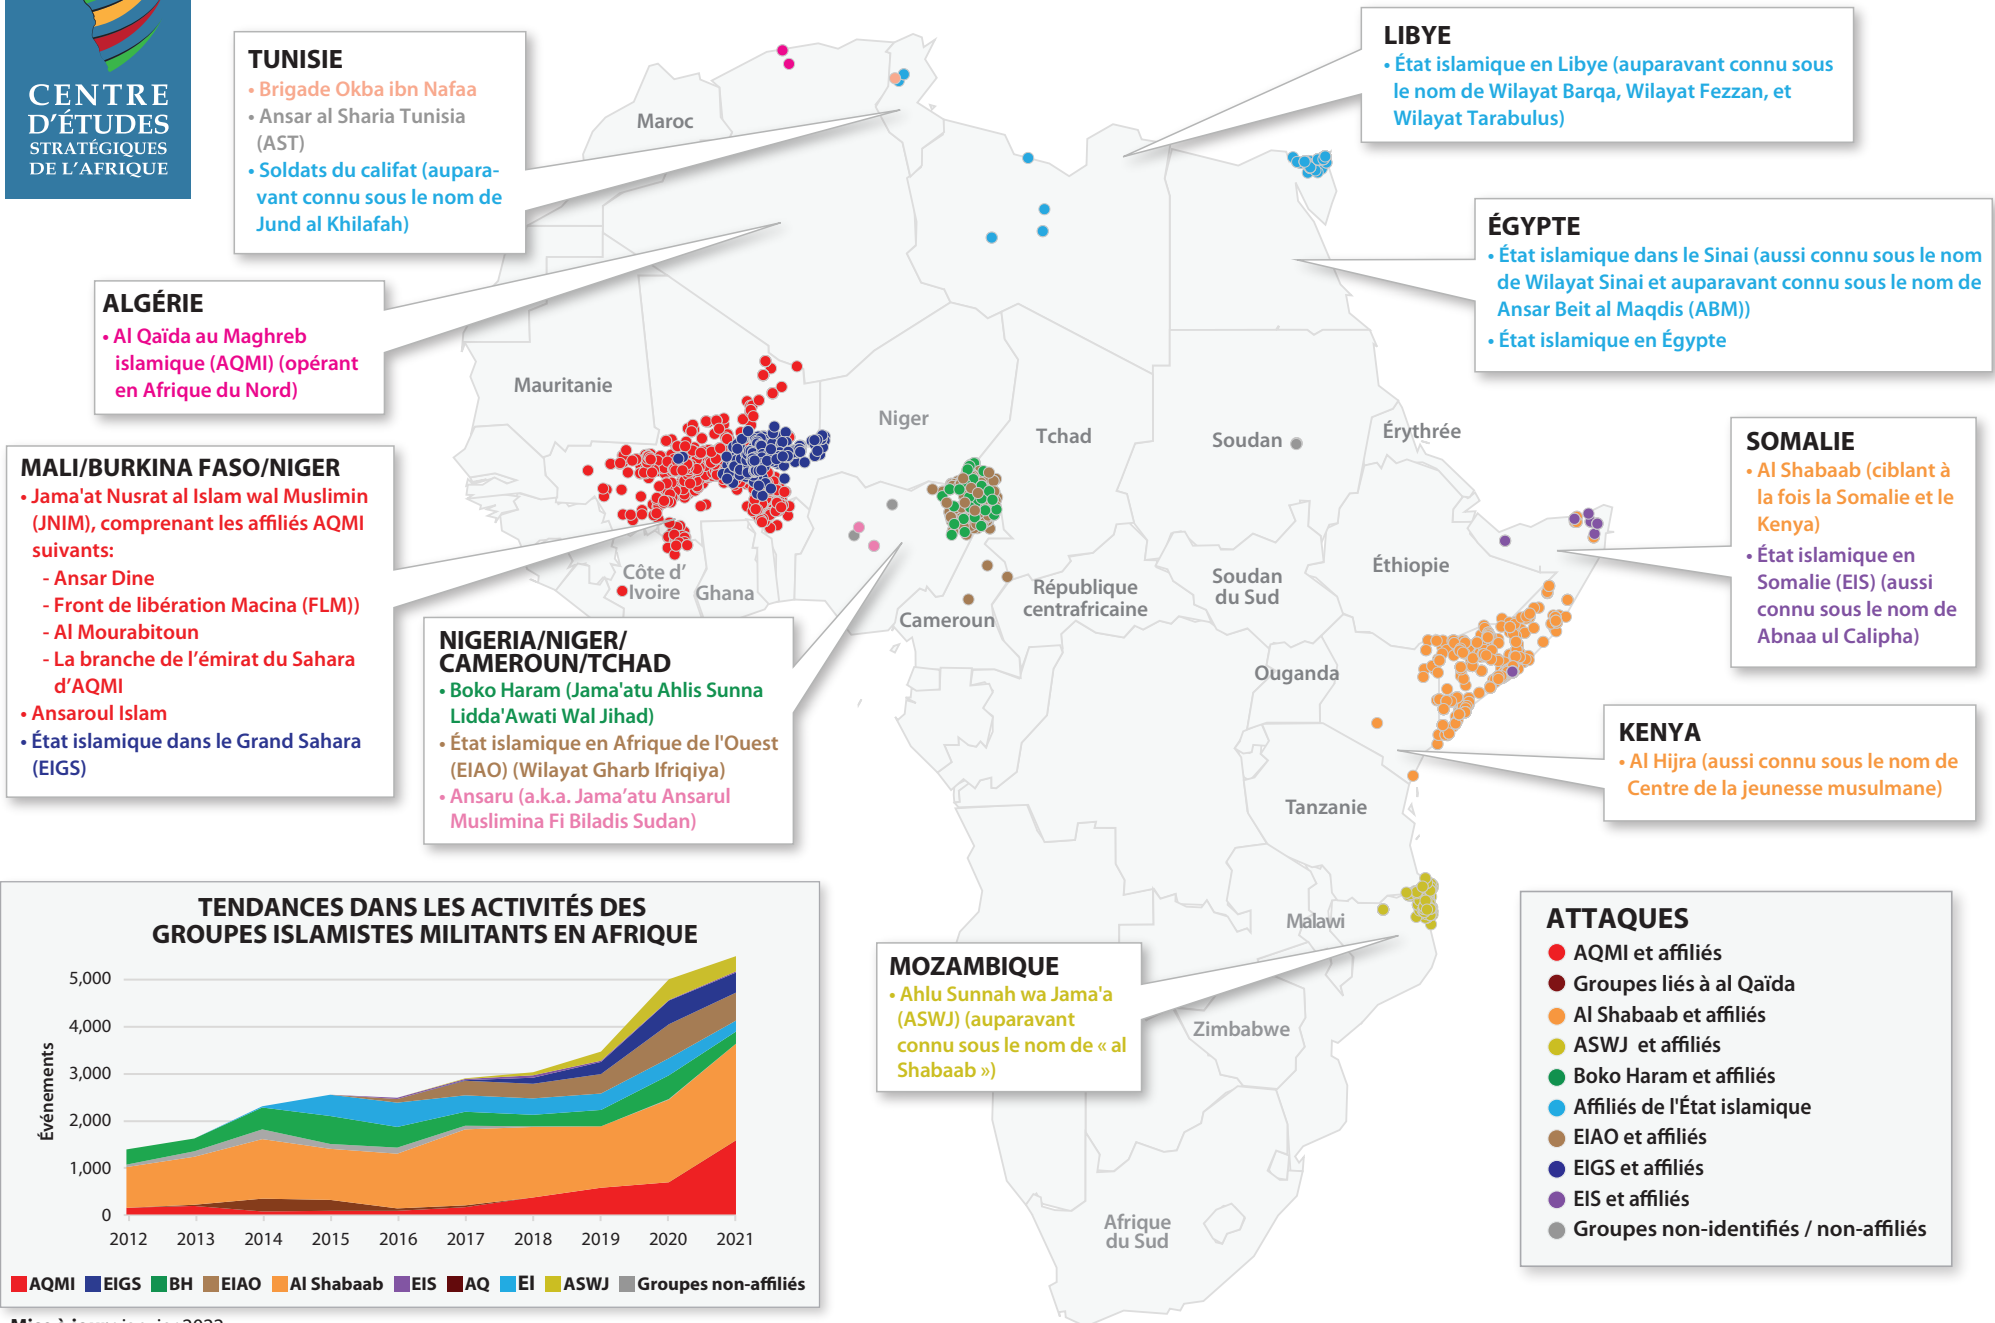 CENTRE
D'ÉTUDES
STRATÉGIQUES
DE L'AFRIQUE
TUNISIE
• Brigade Okba ibn Nafaa
• Ansar al Sharia Tunisia
(AST)
• Soldats du califat (aupara-
vant connu sous le nom de
Jund al Khilafah)
LIBYE
• État islamique en Libye (auparavant connu sous
le nom de Wilayat Barqa, Wilayat Fezzan, et
Wilayat Tarabulus)
ÉGYPTE
• État islamique dans le Sinai (aussi connu sous le nom
de Wilayat Sinai et auparavant connu sous le nom de
Ansar Beit al Maqdis (ABM))
• État islamique en Égypte
ALGÉRIE
• Al Qaïda au Maghreb
islamique (AQMI) (opérant
en Afrique du Nord)
MALI/BURKINA FASO/NIGER
• Jama'at Nusrat al Islam wal Muslimin
(JNIM), comprenant les affiliés AQMI
suivants:
- Ansar Dine
- Front de libération Macina (FLM))
- Al Mourabitoun
- La branche de l'émirat du Sahara
d'AQMI
• Ansaroul Islam
• État islamique dans le Grand Sahara
(EIGS)
SOMALIE
• Al Shabaab (ciblant à
la fois la Somalie et le
Kenya)
• État islamique en
Somalie (EIS) (aussi
connu sous le nom de
Abnaa ul Calipha)
NIGERIA/NIGER/
CAMEROUN/TCHAD
• Boko Haram (Jama'atu Ahlis Sunna
Lidda'Awati Wal Jihad)
• État islamique en Afrique de l'Ouest
(EIAO) (Wilayat Gharb Ifriqiya)
• Ansaru (a.k.a. Jama'atu Ansarul
Muslimina Fi Biladis Sudan)
KENYA
• Al Hijra (aussi connu sous le nom de
Centre de la jeunesse musulmane)
MOZAMBIQUE
• Ahlu Sunnah wa Jama'a
(ASWJ) (auparavant
connu sous le nom de « al
Shabaab »)
Maroc
Mauritanie
Niger
Tchad
Soudan
Érythrée
Côte d'
Ivoire
Ghana
Cameroun
République
centrafricaine
Soudan
du Sud
Éthiopie
Ouganda
Tanzanie
Malawi
Zimbabwe
Afrique
du Sud
TENDANCES DANS LES ACTIVITÉS DES
GROUPES ISLAMISTES MILITANTS EN AFRIQUE
Événements
5,000
4,000
3,000
2,000
1,000
0
2012 2013 2014 2015 2016 2017 2018 2019 2020 2021
AQMI EIGS BH EIAO Al Shabaab EIS AQ EI ASWJ Groupes non-affiliés
ATTAQUES
AQMI et affiliés
Groupes liés à al Qaïda
Al Shabaab et affiliés
ASWJ et affiliés
Boko Haram et affiliés
Affiliés de l'État islamique
EIAO et affiliés
EIGS et affiliés
EIS et affiliés
Groupes non-identifiés / non-affiliés